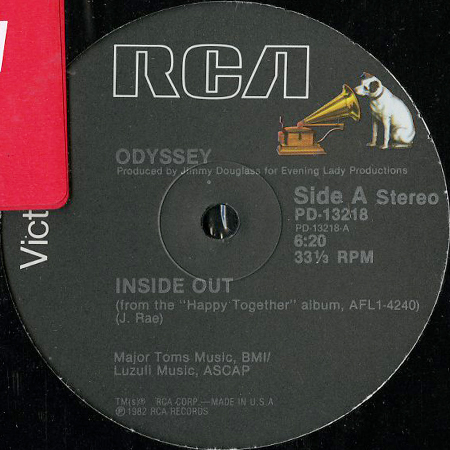 RCA
ODYSSEY
Produced by Jimmy Douglass for Evening Lady Productions
Side A Stereo
PD-13218
PD-13218-A
6:20
33⅓ RPM
Vict
INSIDE OUT
(from the "Happy Together" album, AFL1-4240)
(J. Rae)
Major Toms Music, BMI/
Luzuli Music, ASCAP
TM(s)® RCA CORP.—MADE IN U.S.A.
℗1982 RCA RECORDS